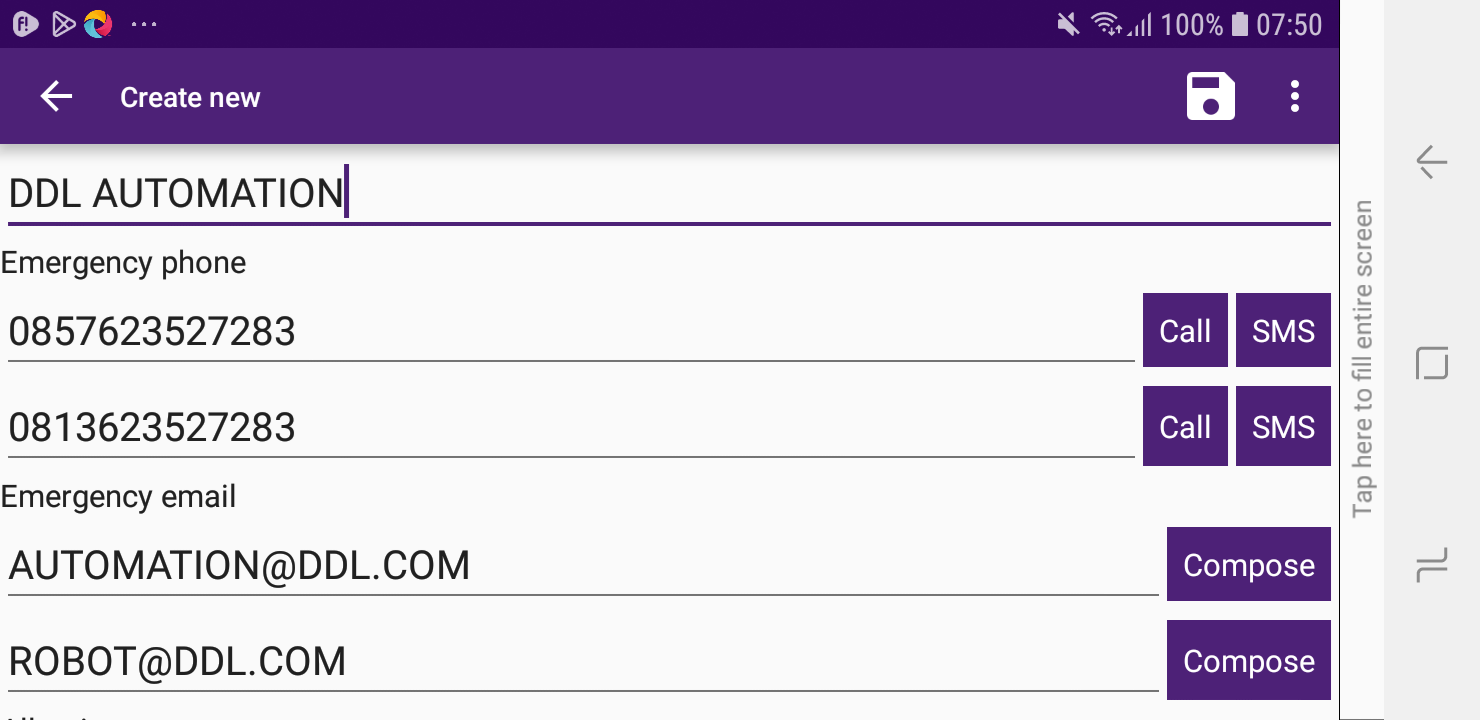 100% 07:50
Create new
DDL AUTOMATION
Emergency phone
0857623527283 Call SMS
0813623527283 Call SMS
Emergency email
AUTOMATION@DDL.COM Compose
ROBOT@DDL.COM Compose
Tap here to fill entire screen